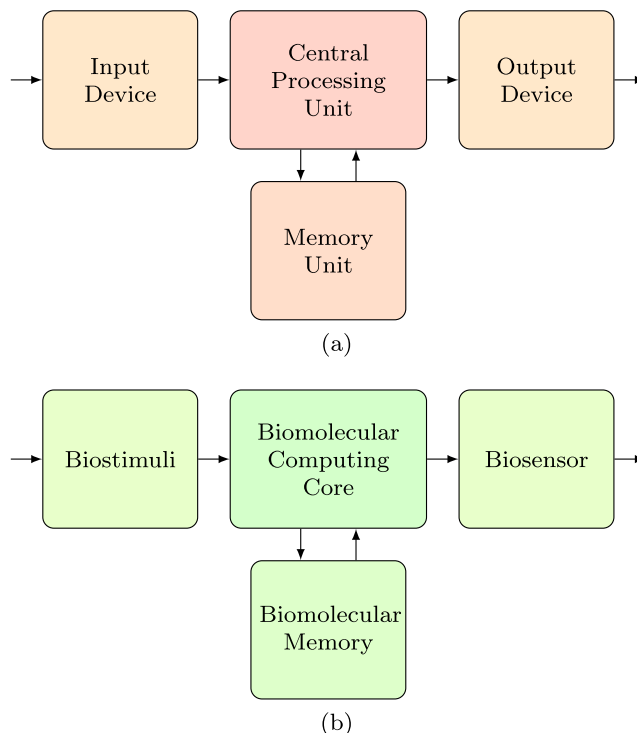 Input
Device
Central
Processing
Unit
Output
Device
Memory
Unit
(a)
Biostimuli
Biomolecular
Computing
Core
Biosensor
Biomolecular
Memory
(b)